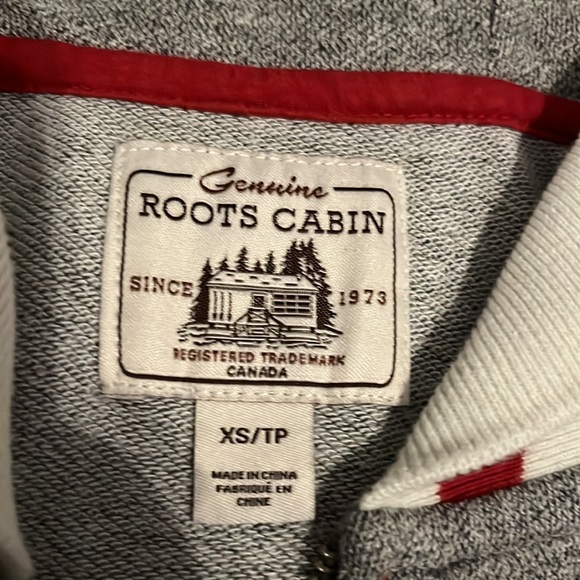 Genuine
ROOTS CABIN
SINCE 1973
REGISTERED TRADEMARK
CANADA
XS/TP
MADE IN CHINA
FABRIQUÉ EN
CHINE